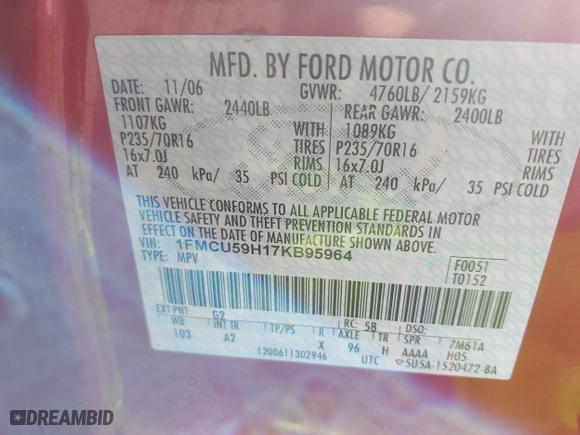 MFD. BY FORD MOTOR CO.
DATE: 11/06 GVWR: 4760LB/ 2159KG
FRONT GAWR: 2440LB REAR GAWR: 2400LB
1107KG WITH 1089KG WITH
P235/70R16 TIRES P235/70R16 TIRES
16x7.0J RIMS 16x7.0J RIMS
AT 240 kPa/ 35 PSI COLD AT 240 kPa/ 35 PSI COLD
THIS VEHICLE CONFORMS TO ALL APPLICABLE FEDERAL MOTOR
VEHICLE SAFETY AND THEFT PREVENTION STANDARDS IN
EFFECT ON THE DATE OF MANUFACTURE SHOWN ABOVE.
VIN: 1FMCU59H17KB95964
TYPE: MPV
F0051
T0152
EXT PNT: G2 RC: 58 DSO:
WB INT TR TP/PS R AXLE TR SPR 7M61A
103 A2 X 96 H AAAA H05
1200611302946 UTC 5U5A-1520472-BA
DREAMBID